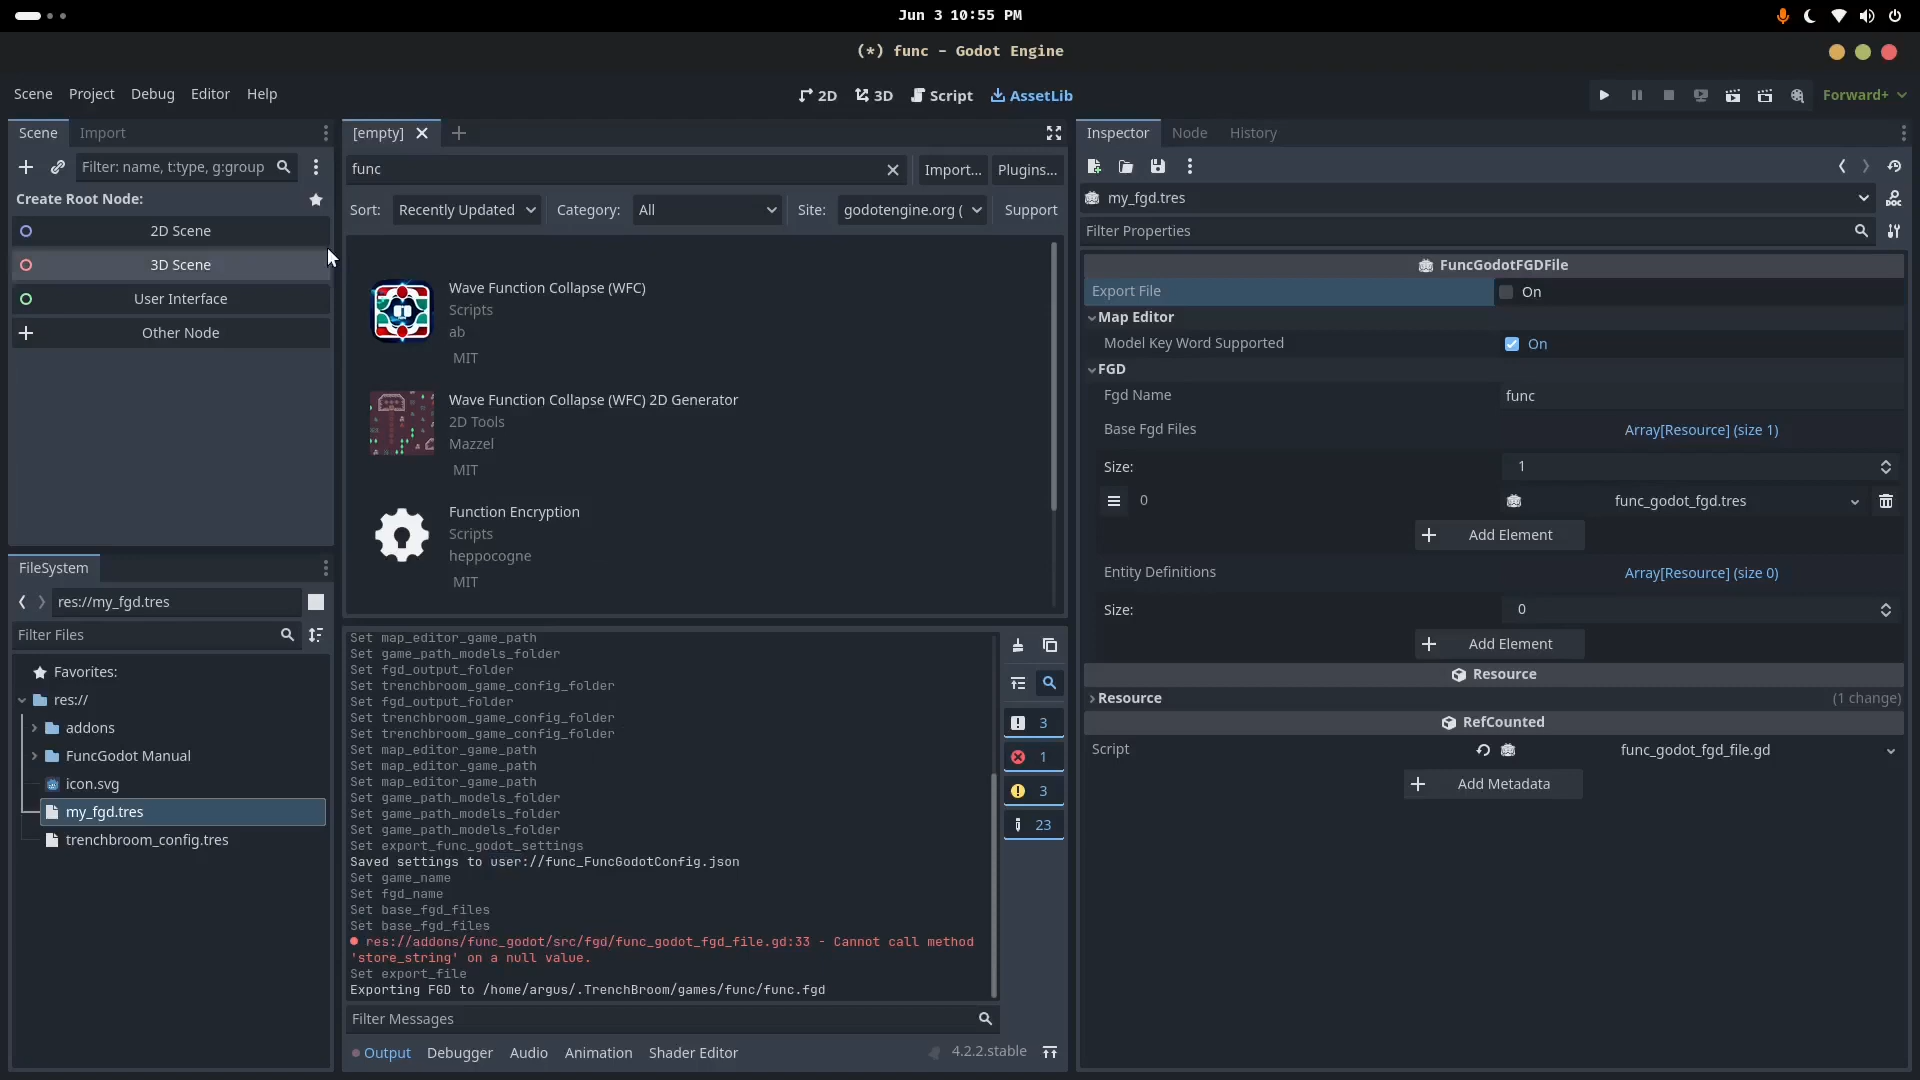 Jun 3 10:55 PM
(*) func - Godot Engine
Scene Project Debug Editor Help
2D 3D Script AssetLib
Forward+
Scene Import
Filter: name, t:type, g:group
Create Root Node:
2D Scene
3D Scene
User Interface
Other Node
FileSystem
res://my_fgd.tres
Filter Files
Favorites:
res://
addons
FuncGodot Manual
icon.svg
my_fgd.tres
trenchbroom_config.tres
[empty]
func
Import... Plugins...
Sort: Recently Updated Category: All Site: godotengine.org ( Support
Wave Function Collapse (WFC)
Scripts
ab
MIT
Wave Function Collapse (WFC) 2D Generator
2D Tools
Mazzel
MIT
Function Encryption
Scripts
heppocogne
MIT
Set map_editor_game_path
Set game_path_models_folder
Set fgd_output_folder
Set trenchbroom_game_config_folder
Set fgd_output_folder
Set trenchbroom_game_config_folder
Set trenchbroom_game_config_folder
Set map_editor_game_path
Set map_editor_game_path
Set map_editor_game_path
Set game_path_models_folder
Set game_path_models_folder
Set game_path_models_folder
Set export_func_godot_settings
Saved settings to user://func_FuncGodotConfig.json
Set game_name
Set fgd_name
Set base_fgd_files
Set base_fgd_files
res://addons/func_godot/src/fgd/func_godot_fgd_file.gd:33 - Cannot call method
'store_string' on a null value.
Set export_file
Exporting FGD to /home/argus/.TrenchBroom/games/func/func.fgd
3
1
3
23
Filter Messages
Output Debugger Audio Animation Shader Editor 4.2.2.stable
Inspector Node History
my_fgd.tres
Filter Properties
FuncGodotFGDFile
Export File On
Map Editor
Model Key Word Supported On
FGD
Fgd Name func
Base Fgd Files Array[Resource] (size 1)
Size: 1
0 func_godot_fgd.tres
Add Element
Entity Definitions Array[Resource] (size 0)
Size: 0
Add Element
Resource
Resource (1 change)
RefCounted
Script func_godot_fgd_file.gd
Add Metadata